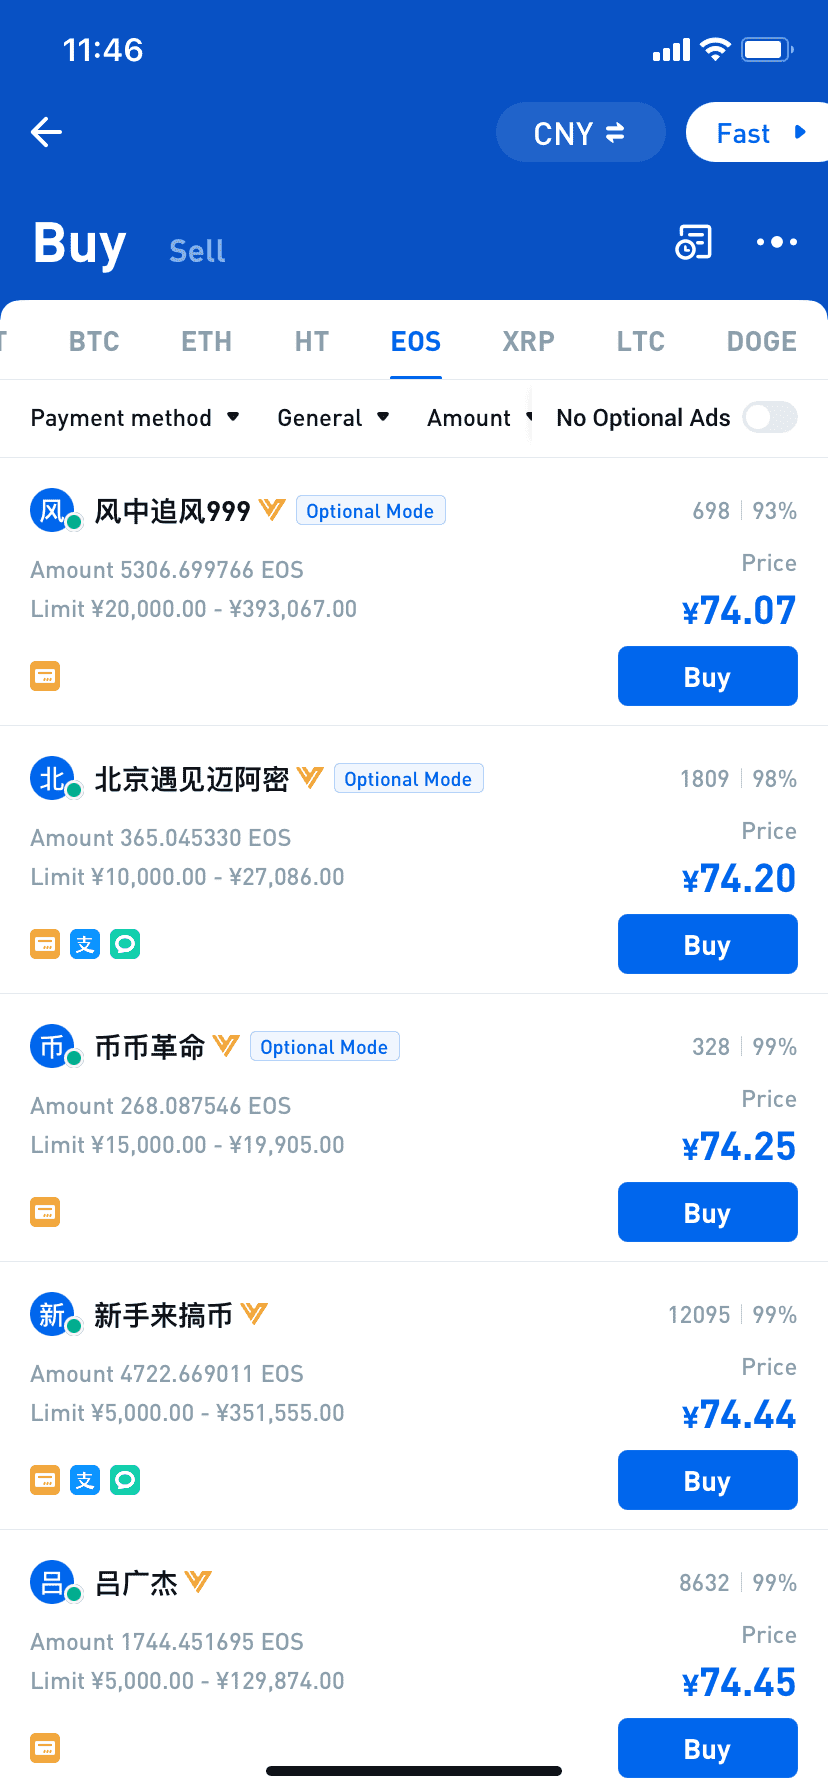 11:46
CNY
Fast
Buy Sell
T BTC ETH HT EOS XRP LTC DOGE
Payment method General Amount No Optional Ads
风 风中追风999 Optional Mode 698 93%
Amount 5306.699766 EOS Price
Limit ¥20,000.00 - ¥393,067.00 ¥74.07
Buy
北 北京遇见迈阿密 Optional Mode 1809 98%
Amount 365.045330 EOS Price
Limit ¥10,000.00 - ¥27,086.00 ¥74.20
支 Buy
币 币币革命 Optional Mode 328 99%
Amount 268.087546 EOS Price
Limit ¥15,000.00 - ¥19,905.00 ¥74.25
Buy
新 新手来搞币 12095 99%
Amount 4722.669011 EOS Price
Limit ¥5,000.00 - ¥351,555.00 ¥74.44
支 Buy
吕 吕广杰 8632 99%
Amount 1744.451695 EOS Price
Limit ¥5,000.00 - ¥129,874.00 ¥74.45
Buy